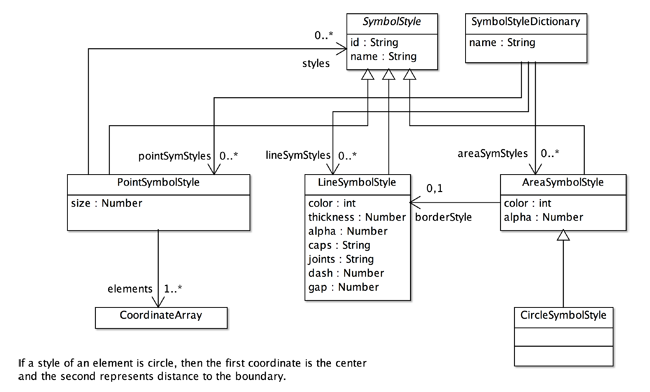 SymbolStyle
id : String
name : String
SymbolStyleDictionary
name : String
0..*
styles
pointSymStyles 0..*
lineSymStyles 0..*
areaSymStyles 0..*
PointSymbolStyle
size : Number
LineSymbolStyle
color : int
thickness : Number
alpha : Number
caps : String
joints : String
dash : Number
gap : Number
0,1
borderStyle
AreaSymbolStyle
color : int
alpha : Number
elements 1..*
CoordinateArray
CircleSymbolStyle
If a style of an element is circle, then the first coordinate is the center
and the second represents distance to the boundary.